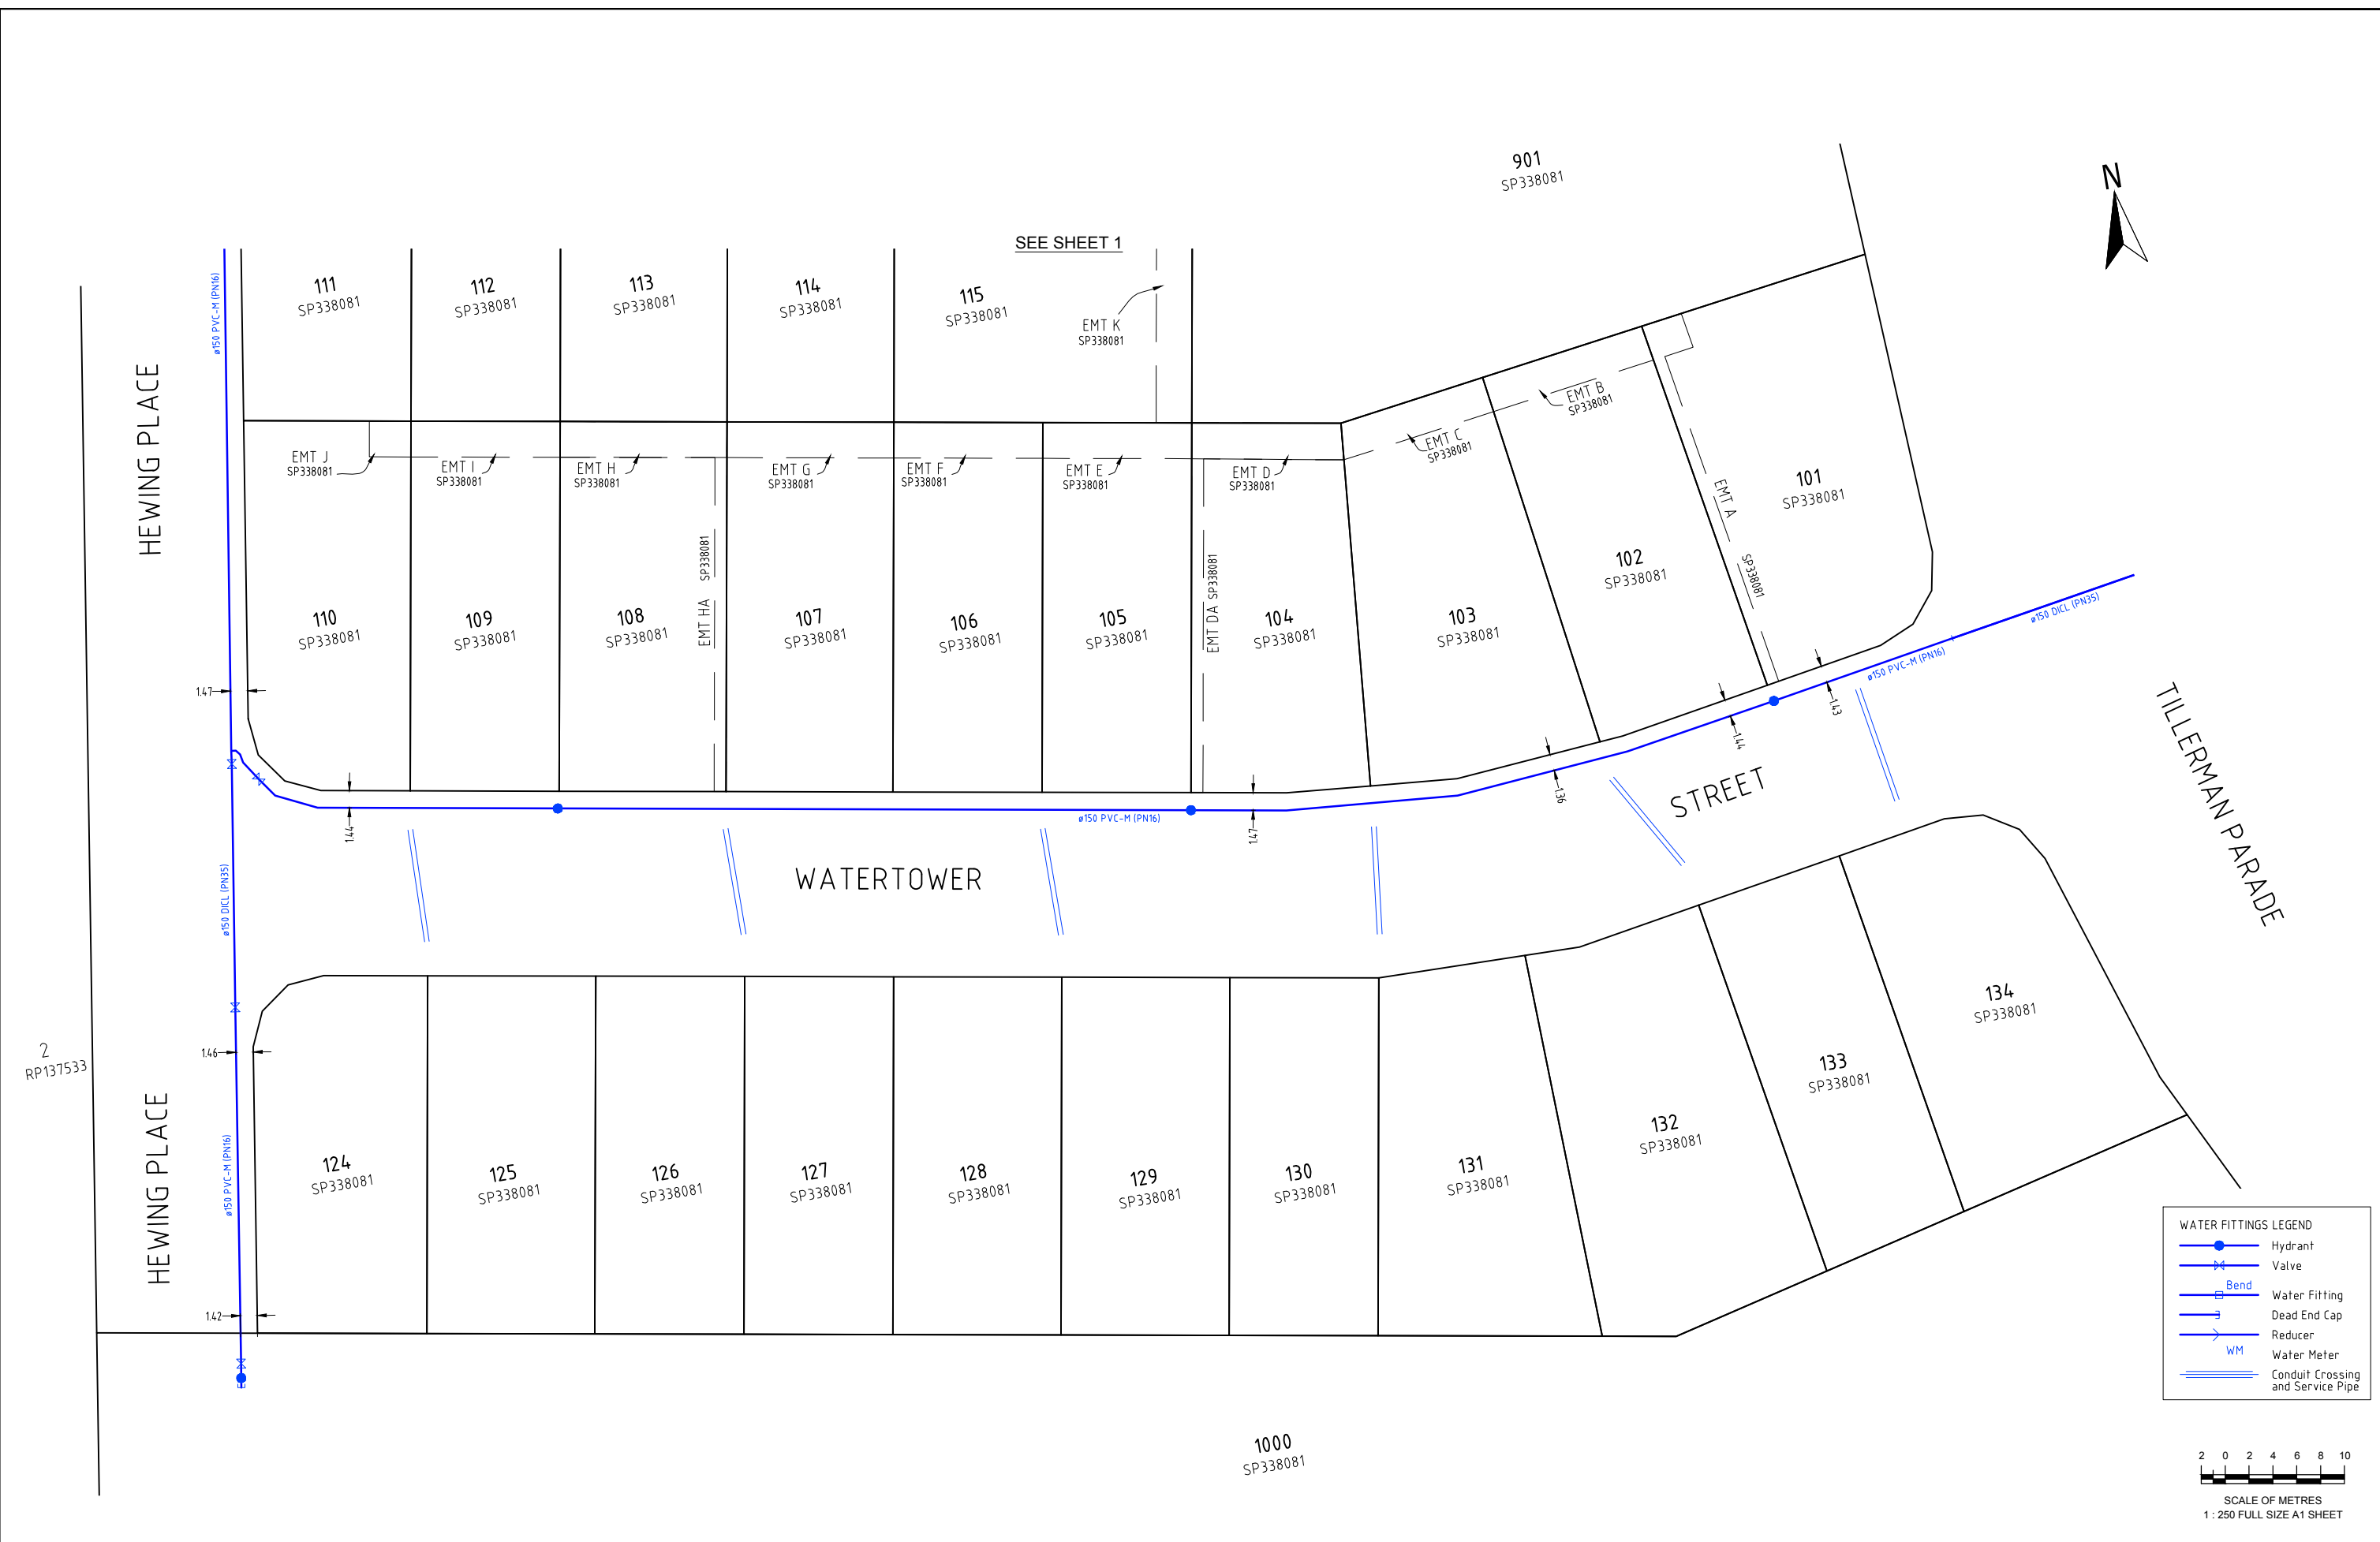 901
SP338081
N
SEE SHEET 1
111
SP338081
112
SP338081
113
SP338081
114
SP338081
115
SP338081
EMT K
SP338081
ø150 PVC-M (PN16)
HEWING PLACE
EMT J
SP338081
EMT I
SP338081
EMT H
SP338081
EMT G
SP338081
EMT F
SP338081
EMT E
SP338081
EMT D
SP338081
EMT C
SP338081
EMT B
SP338081
EMT A
SP338081
101
SP338081
102
SP338081
103
SP338081
104
SP338081
EMT DA SP338081
105
SP338081
106
SP338081
107
SP338081
EMT HA SP338081
108
SP338081
109
SP338081
110
SP338081
1.47
1.44
ø150 PVC-M (PN16)
1.47
1.36
1.44
1.43
ø150 PVC-M (PN16)
ø150 DICL (PN35)
WATERTOWER
STREET
TILLERMAN PARADE
ø150 DICL (PN35)
2
RP137533
1.46
HEWING PLACE
ø150 PVC-M (PN16)
1.42
124
SP338081
125
SP338081
126
SP338081
127
SP338081
128
SP338081
129
SP338081
130
SP338081
131
SP338081
132
SP338081
133
SP338081
134
SP338081
1000
SP338081
WATER FITTINGS LEGEND
Hydrant
Valve
Bend
Water Fitting
Dead End Cap
Reducer
WM
Water Meter
Conduit Crossing
and Service Pipe
2 0 2 4 6 8 10
SCALE OF METRES
1 : 250 FULL SIZE A1 SHEET